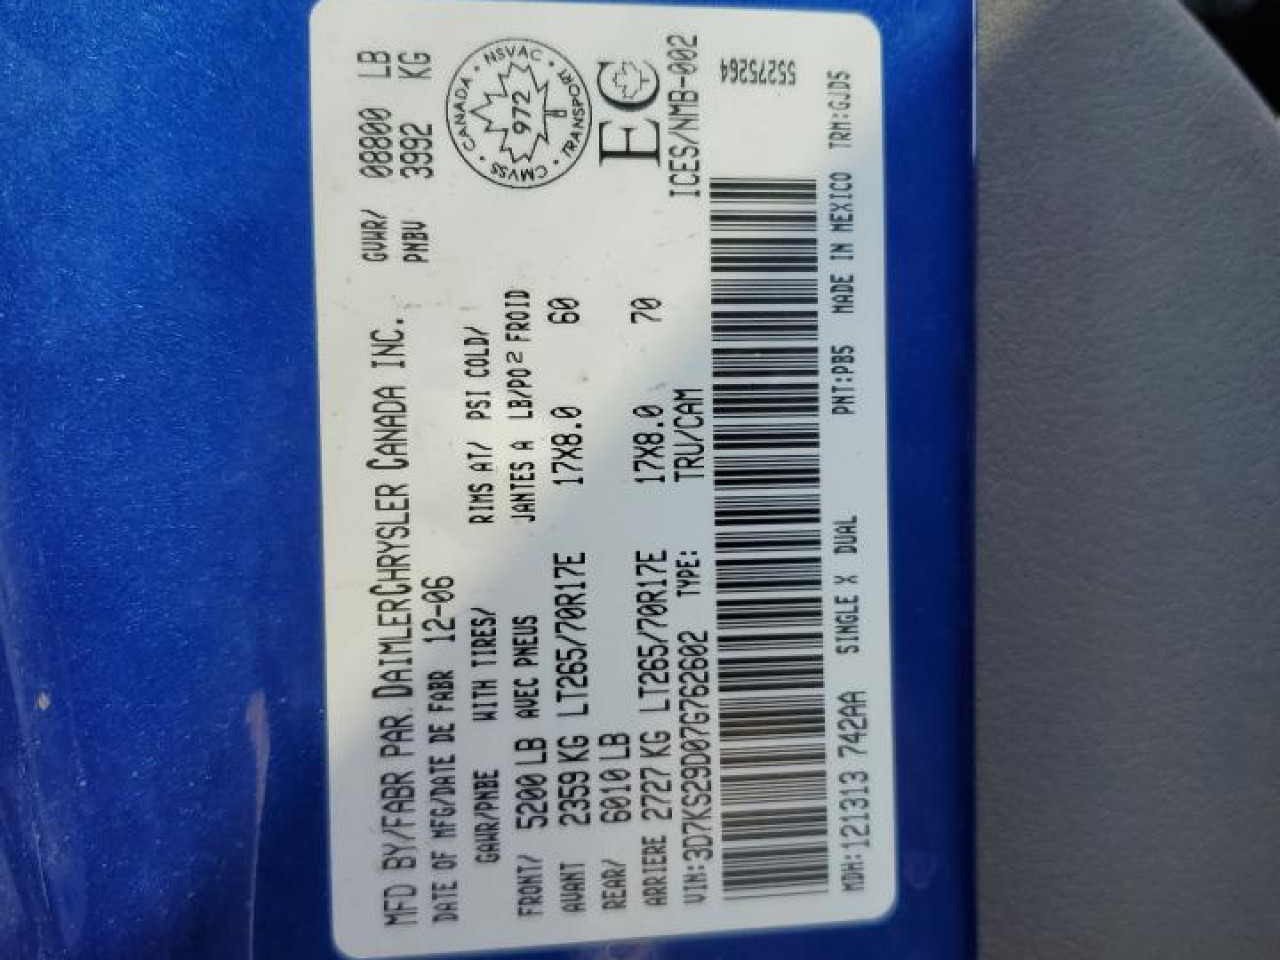 MFD BY/FABR PAR DAIMLERCHRYSLER CANADA INC.
DATE OF MFG/DATE DE FABR 12-06
GVWR/ 08800 LB
PNBV 3992 KG
GAWR/PNBE WITH TIRES/ RIMS AT/ PSI COLD/
AVEC PNEUS JANTES A LB/PO2 FROID
FRONT/ 5200 LB
AVANT 2359 KG LT265/70R17E 17X8.0 60
REAR/ 6010 LB
ARRIERE 2727 KG LT265/70R17E 17X8.0 70
VIN:3D7KS29D07G762602 TYPE: TRU/CAM
CANADA • NSVAC • TRANSPORT • CMVSS •
972
EC
ICES/NMB-002
55275264
MDH:121313 742AA SINGLE X DUAL PNT:PB5 MADE IN MEXICO TRM:GJD5